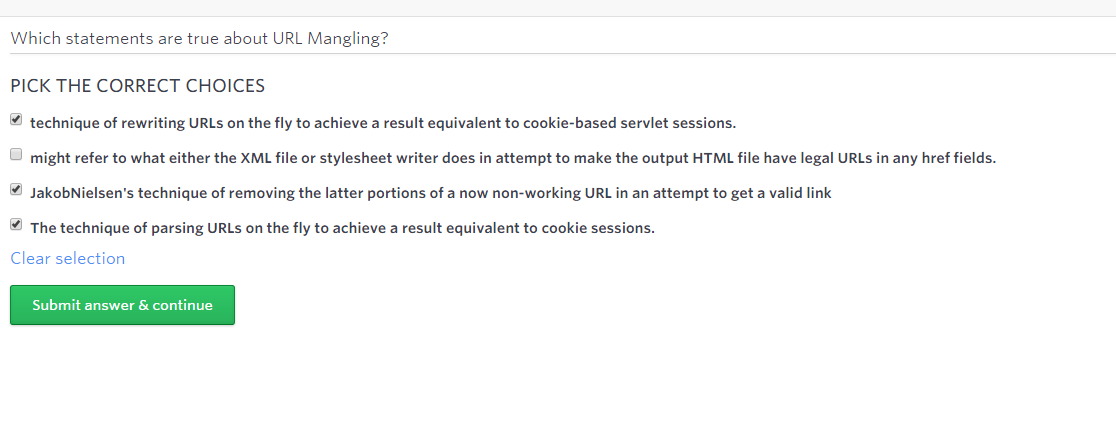 Which statements are true about URL Mangling?
PICK THE CORRECT CHOICES
technique of rewriting URLs on the fly to achieve a result equivalent to cookie-based servlet sessions.
might refer to what either the XML file or stylesheet writer does in attempt to make the output HTML file have legal URLs in any href fields.
JakobNielsen's technique of removing the latter portions of a now non-working URL in an attempt to get a valid link
The technique of parsing URLs on the fly to achieve a result equivalent to cookie sessions.
Clear selection
Submit answer & continue